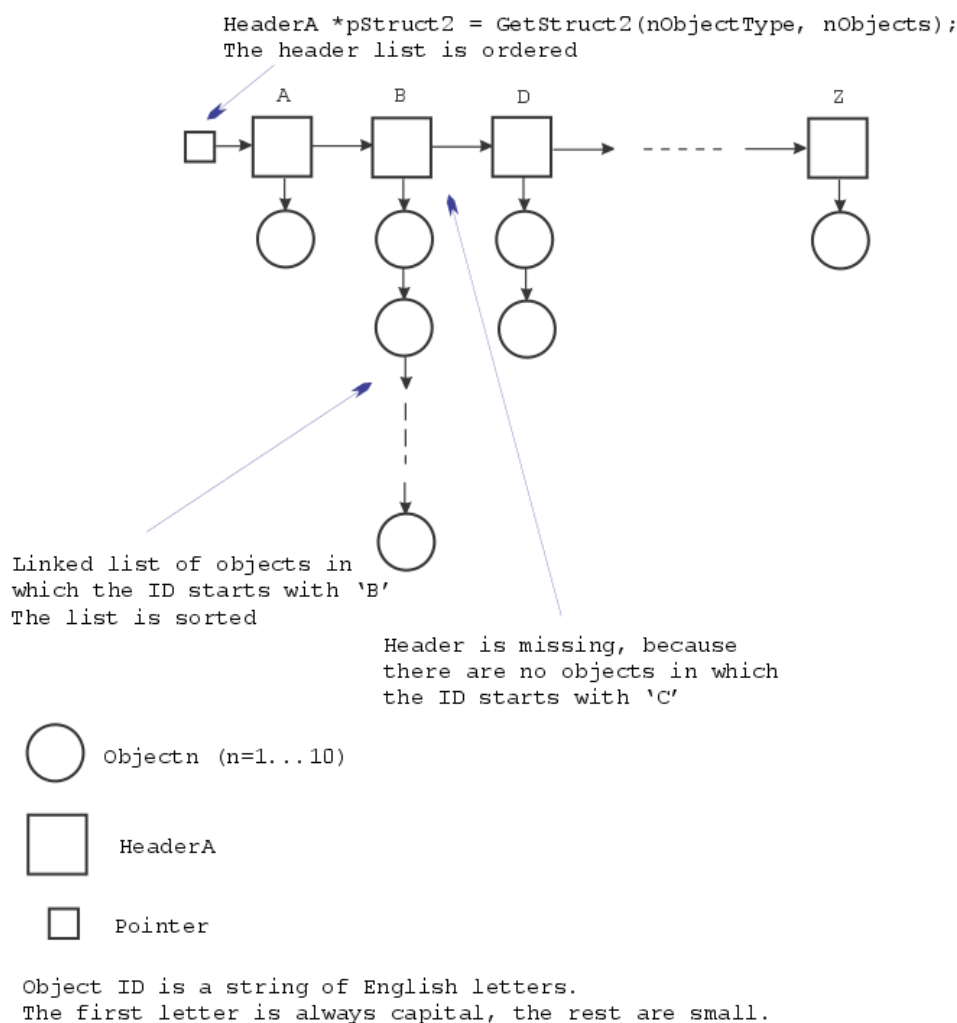 HeaderA *pStruct2 = GetStruct2(nObjectType, nObjects);
The header list is ordered
A B D Z
Linked list of objects in
which the ID starts with ‘B’
The list is sorted
Header is missing, because
there are no objects in which
the ID starts with ‘C’
Objectn (n=1...10)
HeaderA
Pointer
Object ID is a string of English letters.
The first letter is always capital, the rest are small.